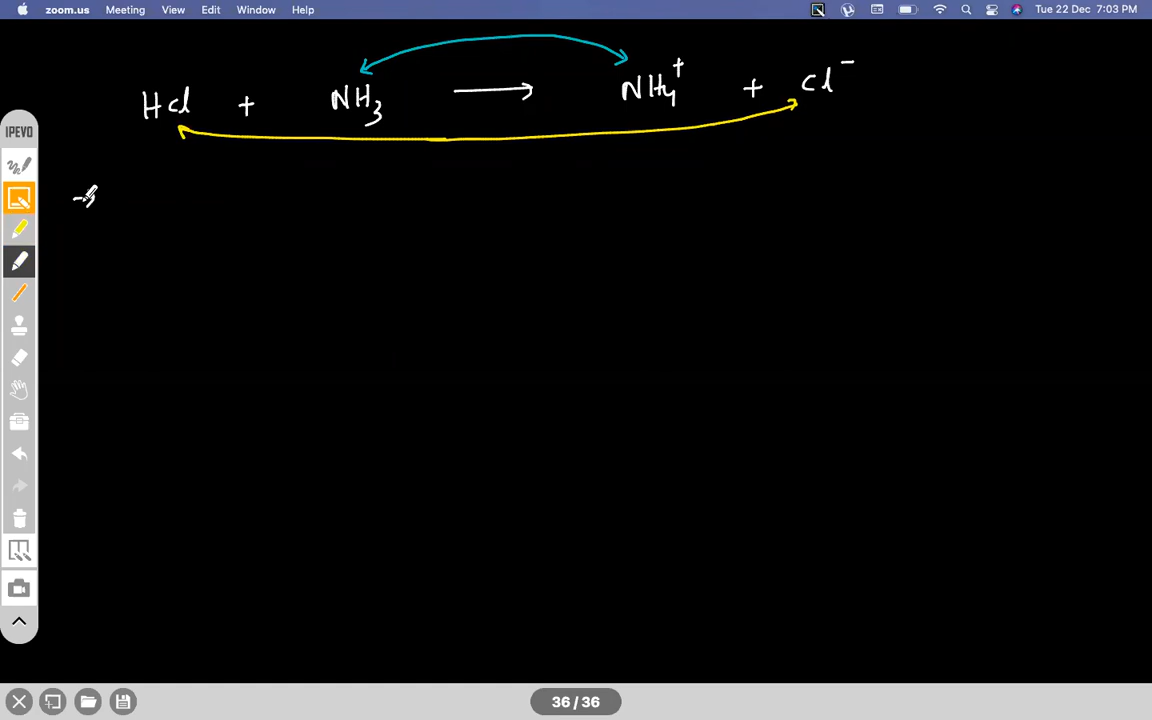 zoom.us Meeting View Edit Window Help Tue 22 Dec 7:03 PM
HCl + NH3 → NH4+ + Cl−
IPEVO
36 / 36